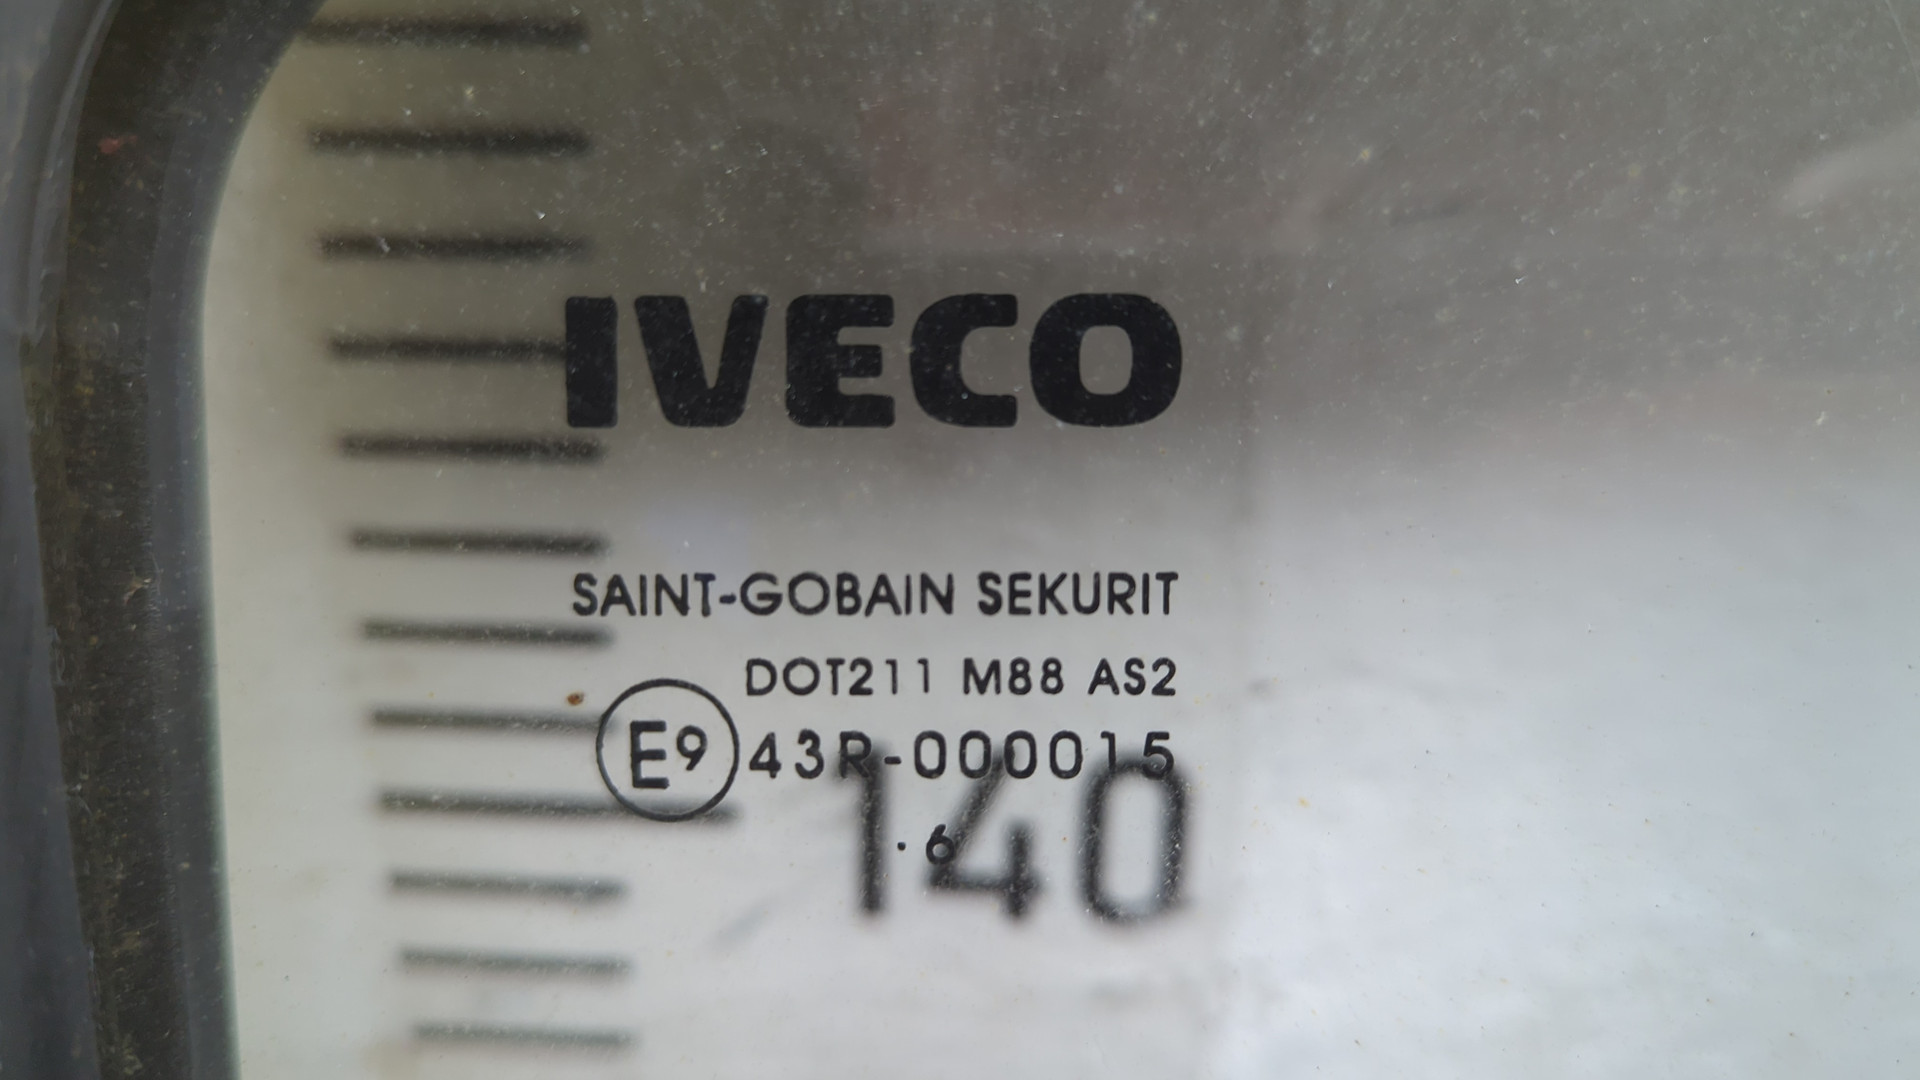 IVECO
SAINT-GOBAIN SEKURIT
DOT211 M88 AS2
E9 43R-000015
. 6
140